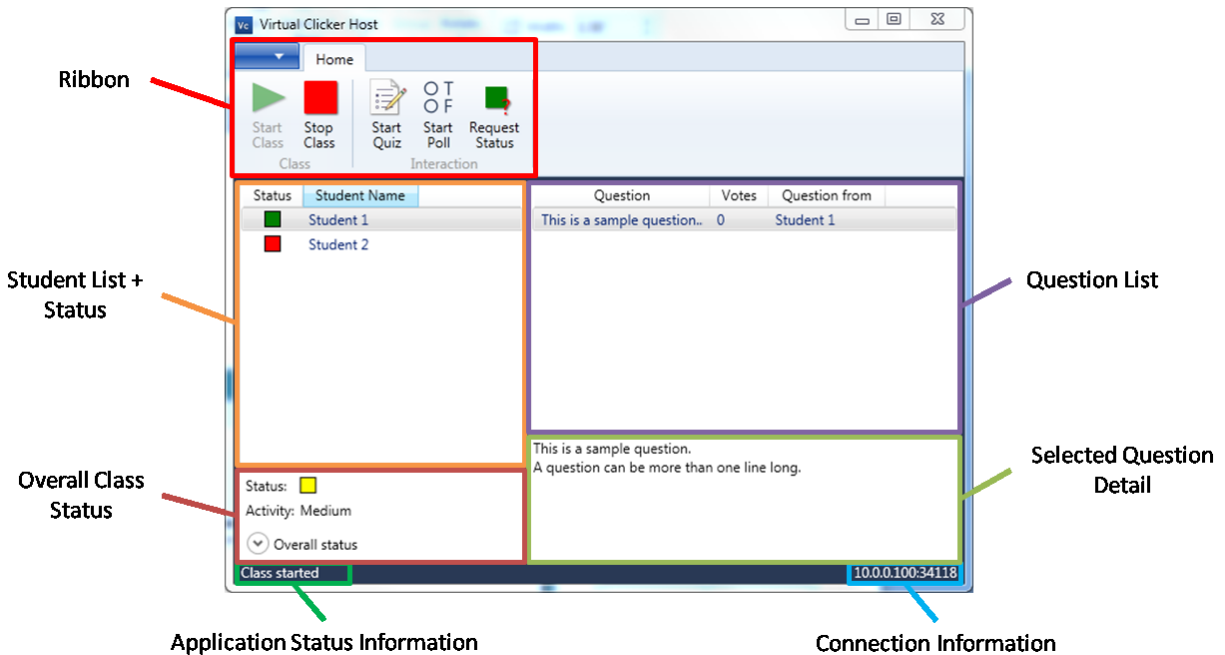 Vc Virtual Clicker Host
Home
Ribbon
Start Class
Stop Class
Start Quiz
Start Poll
Request Status
O T
O F
?
Class
Interaction
Status Student Name
Student 1
Student 2
Question Votes Question from
This is a sample question.. 0 Student 1
Student List +
Status
Question List
This is a sample question.
A question can be more than one line long.
Selected Question
Detail
Overall Class
Status
Status:
Activity: Medium
Overall status
Class started
10.0.0.100:34118
Application Status Information
Connection Information